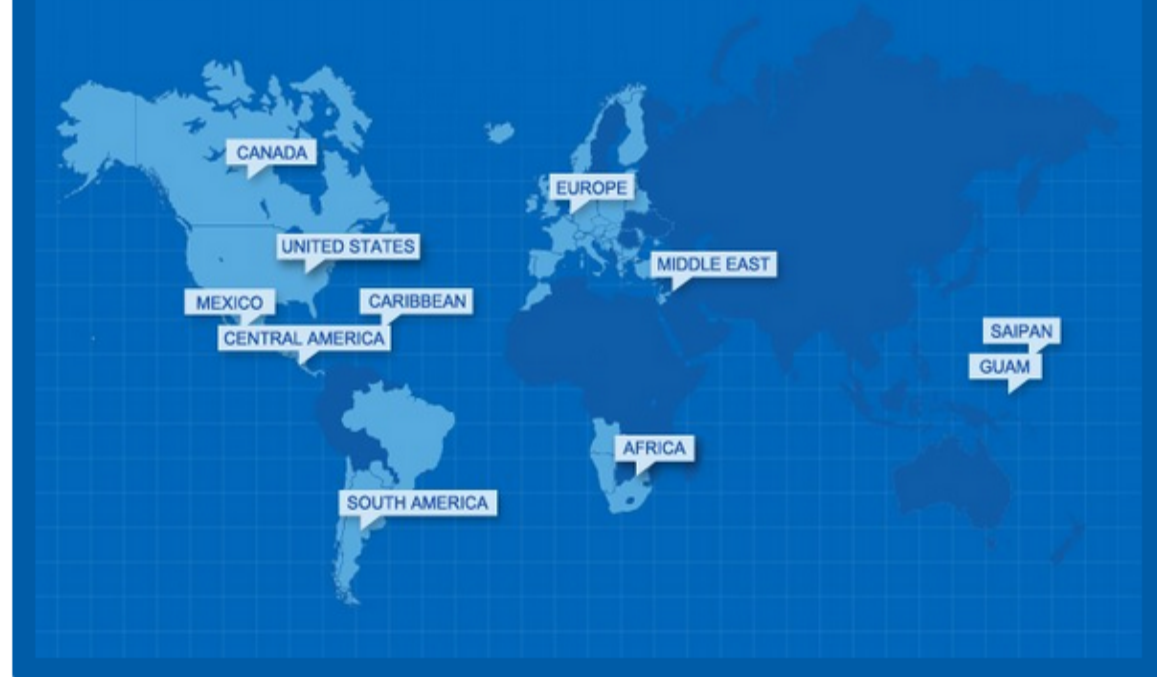 CANADA
EUROPE
UNITED STATES
MIDDLE EAST
MEXICO
CARIBBEAN
CENTRAL AMERICA
SAIPAN
GUAM
AFRICA
SOUTH AMERICA